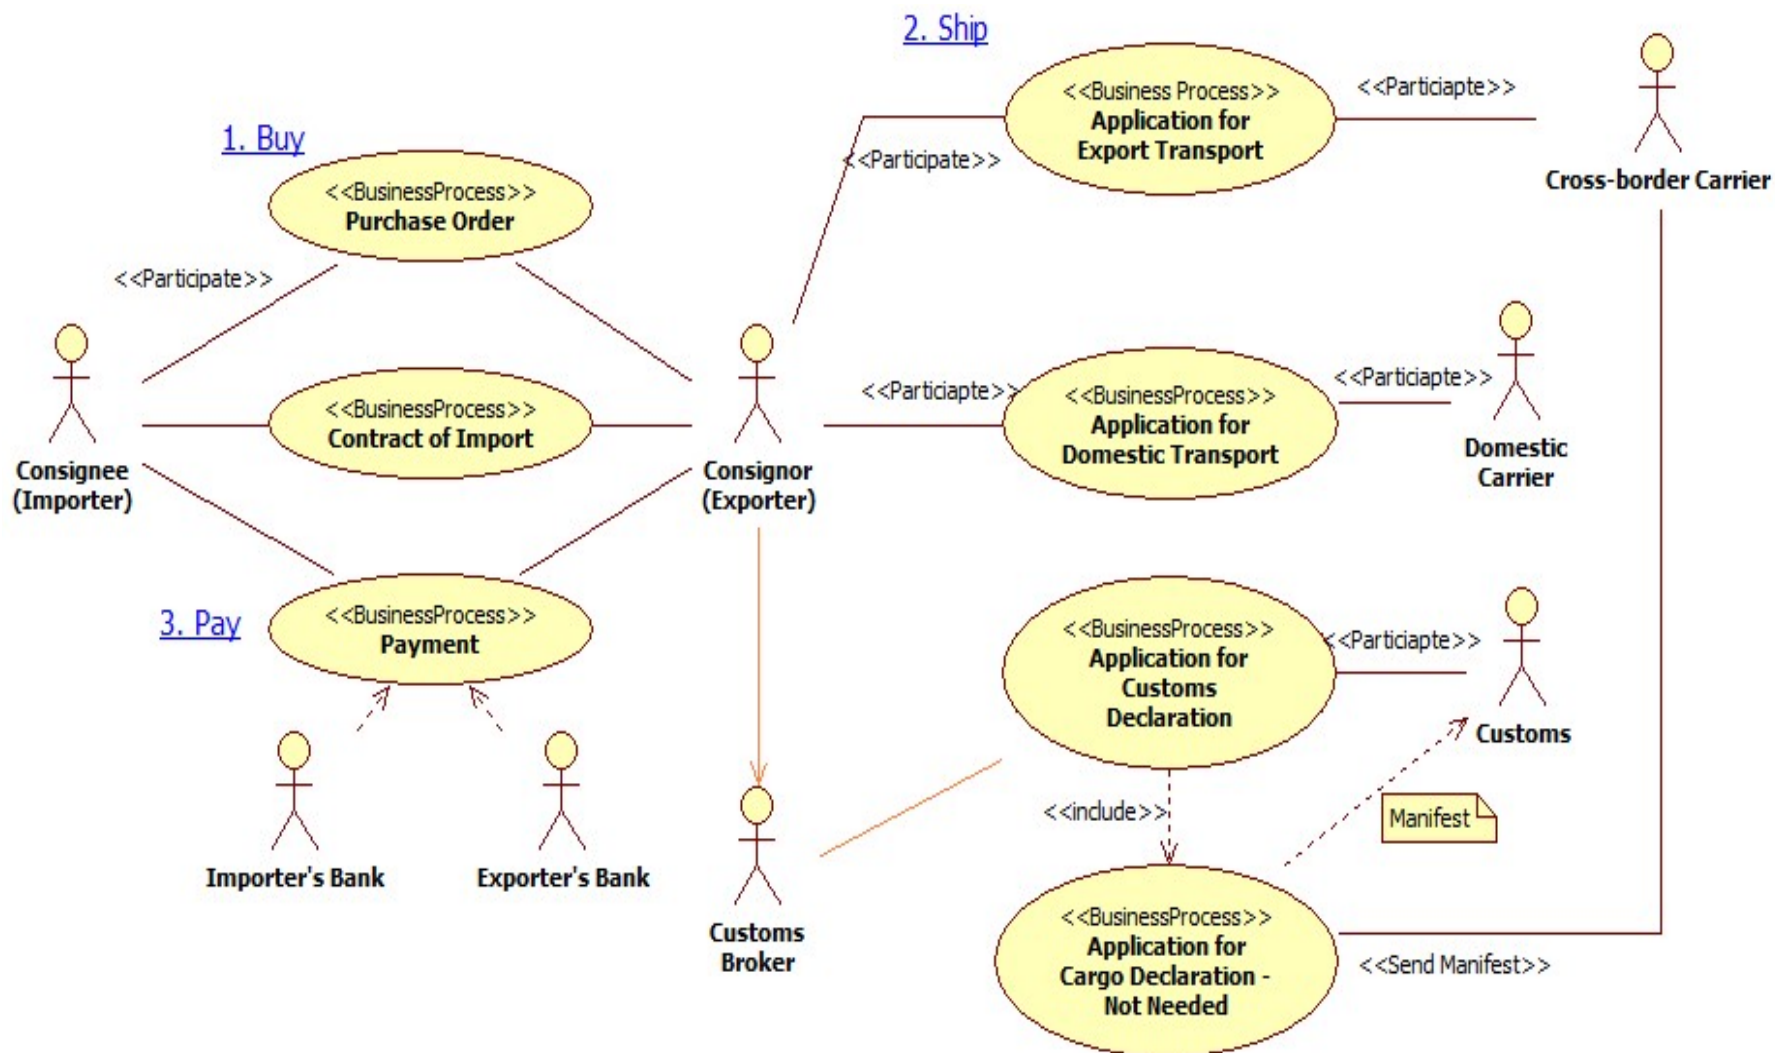 2. Ship
<<Business Process>>
Application for
Export Transport
<<Particiapte>>
Cross-border Carrier
<<Participate>>
1. Buy
<<BusinessProcess>>
Purchase Order
<<Participate>>
Consignee
(Importer)
<<BusinessProcess>>
Contract of Import
Consignor
(Exporter)
<<Particiapte>>
<<BusinessProcess>>
Application for
Domestic Transport
<<Particiapte>>
Domestic
Carrier
3. Pay
<<BusinessProcess>>
Payment
Importer's Bank
Exporter's Bank
Customs
Broker
<<BusinessProcess>>
Application for
Customs
Declaration
<<Particiapte>>
Customs
<<include>>
Manifest
<<BusinessProcess>>
Application for
Cargo Declaration -
Not Needed
<<Send Manifest>>